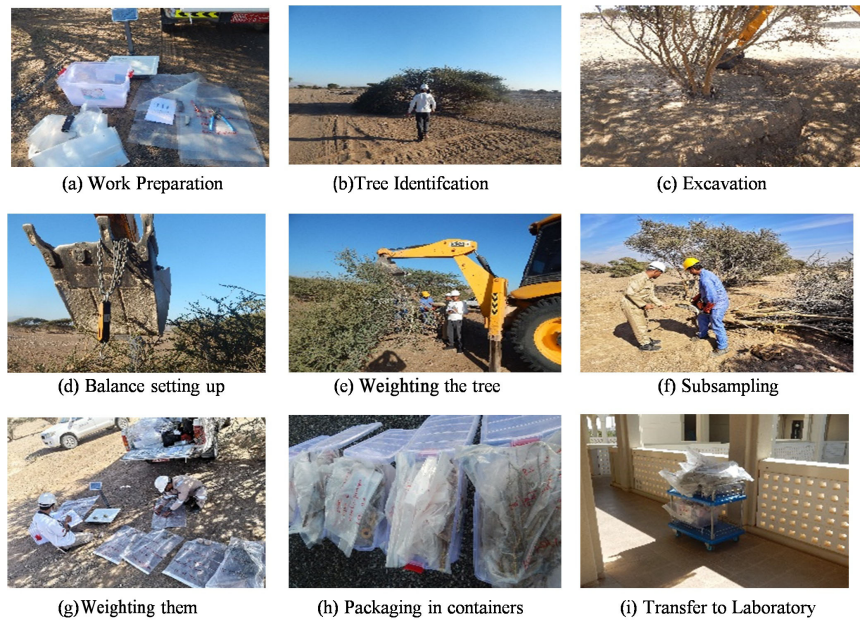 (a) Work Preparation
(b)Tree Identifcation
(c) Excavation
(d) Balance setting up
(e) Weighting the tree
(f) Subsampling
(g)Weighting them
(h) Packaging in containers
(i) Transfer to Laboratory